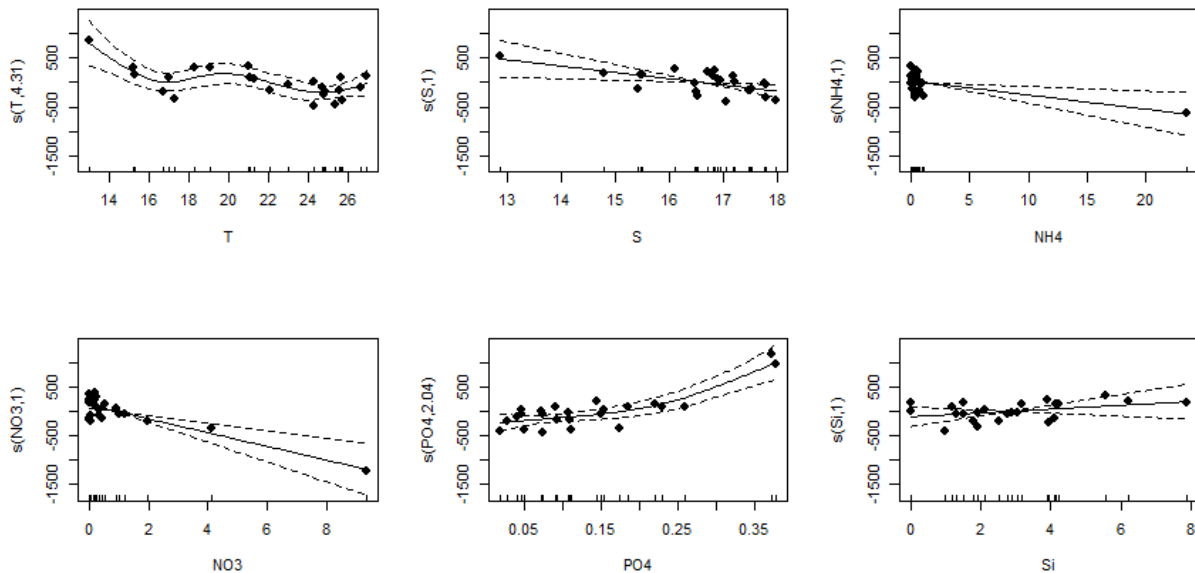 s(T,4.31)
-1500 -500 500
14 16 18 20 22 24 26
T
s(S,1)
-1500 -500 500
13 14 15 16 17 18
S
s(NH4,1)
-1500 -500 500
0 5 10 15 20
NH4
s(NO3,1)
-1500 -500 500
0 2 4 6 8
NO3
s(PO4,2.04)
-1500 -500 500
0.05 0.15 0.25 0.35
PO4
s(Si,1)
-1500 -500 500
0 2 4 6 8
Si